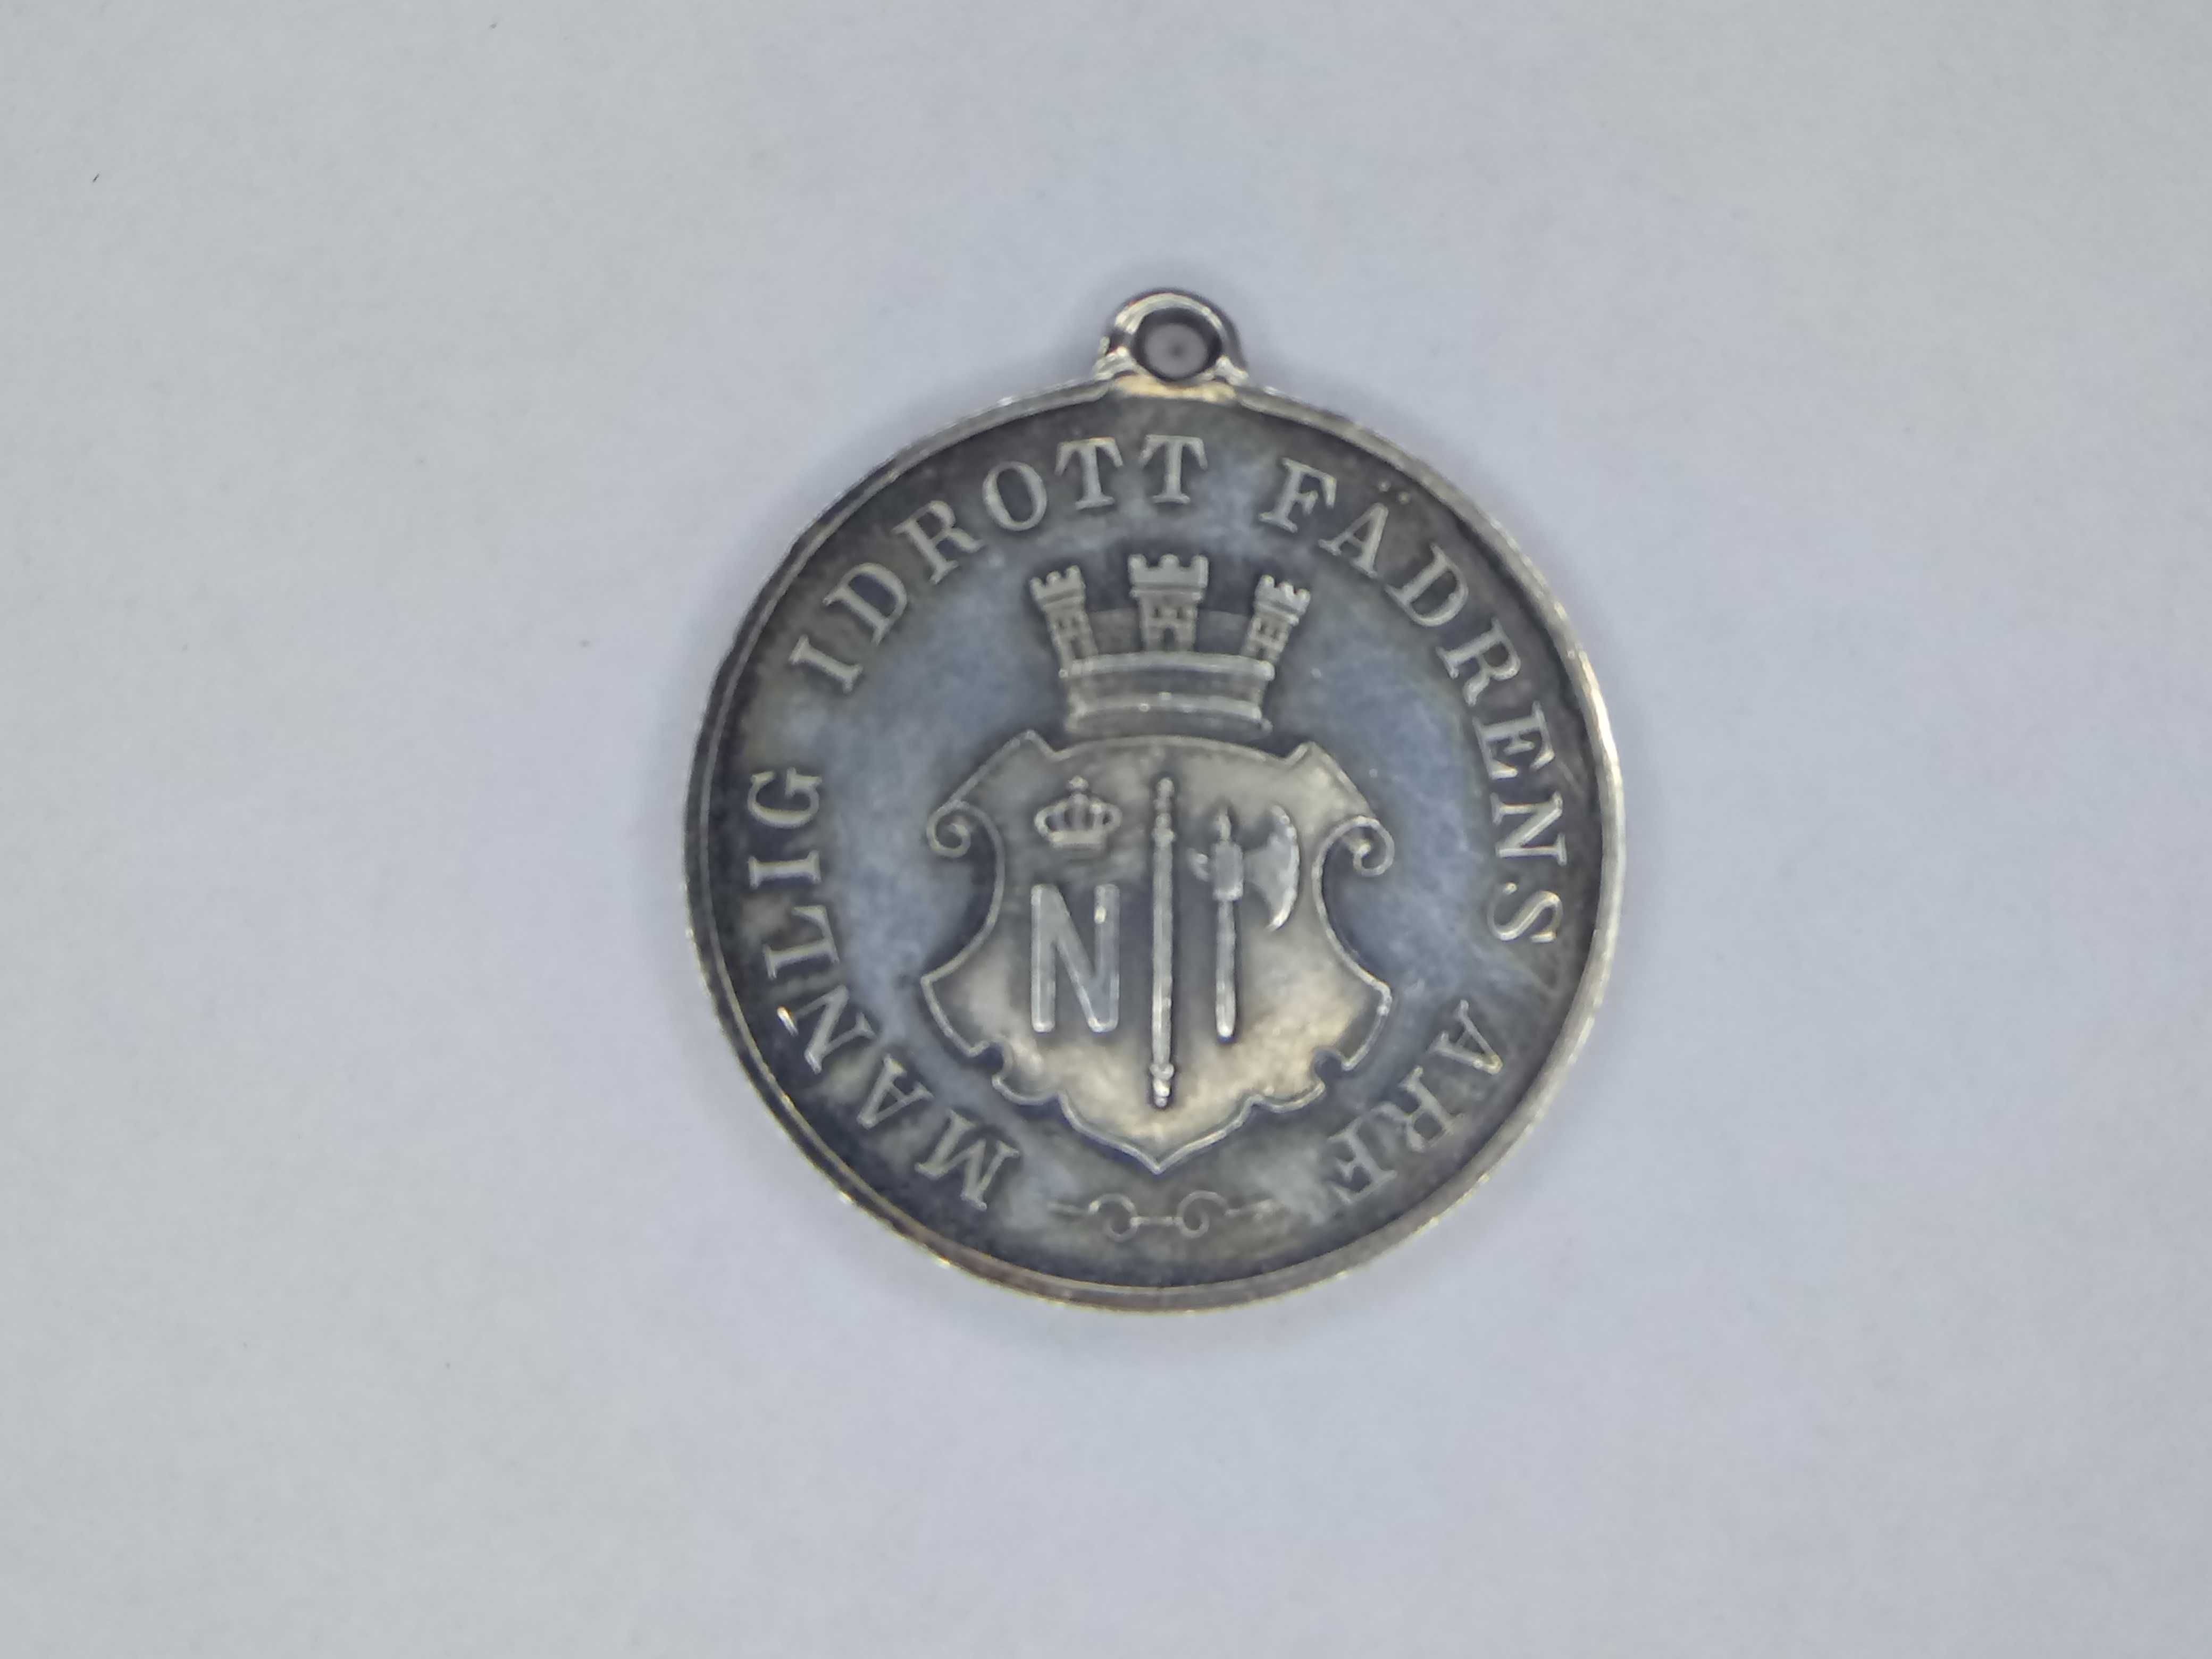 MANLIG IDROTT FÄDRENS ARF
N